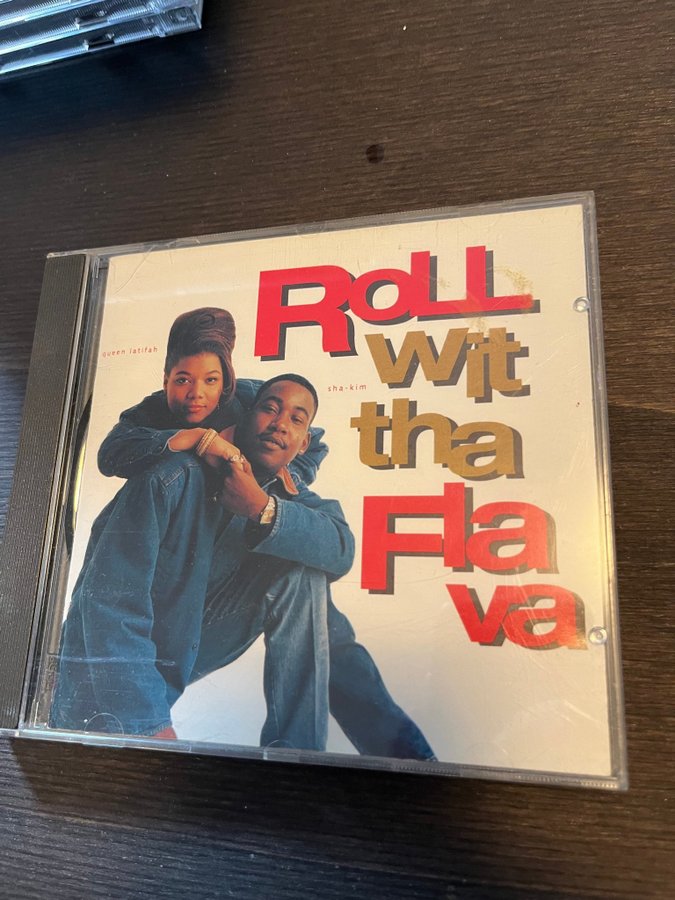 Roll
wit
tha
Fla
va
queen latifah
sha-kim